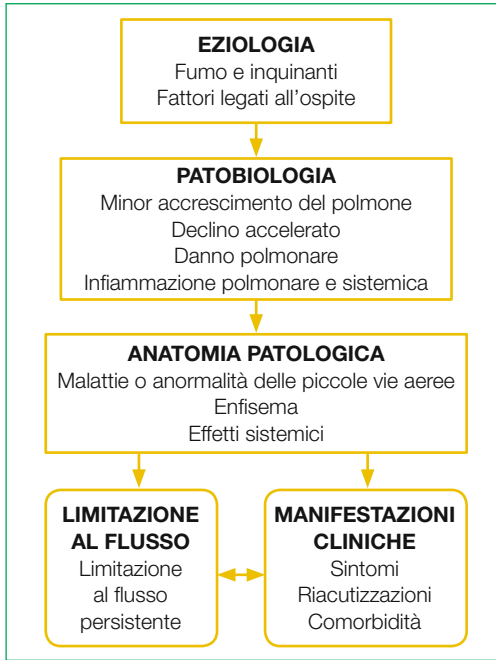 EZIOLOGIA
Fumo e inquinanti
Fattori legati all’ospite
PATOBIOLOGIA
Minor accrescimento del polmone
Declino accelerato
Danno polmonare
Infiammazione polmonare e sistemica
ANATOMIA PATOLOGICA
Malattie o anormalità delle piccole vie aeree
Enfisema
Effetti sistemici
LIMITAZIONE
AL FLUSSO
Limitazione
al flusso
persistente
MANIFESTAZIONI
CLINICHE
Sintomi
Riacutizzazioni
Comorbidità